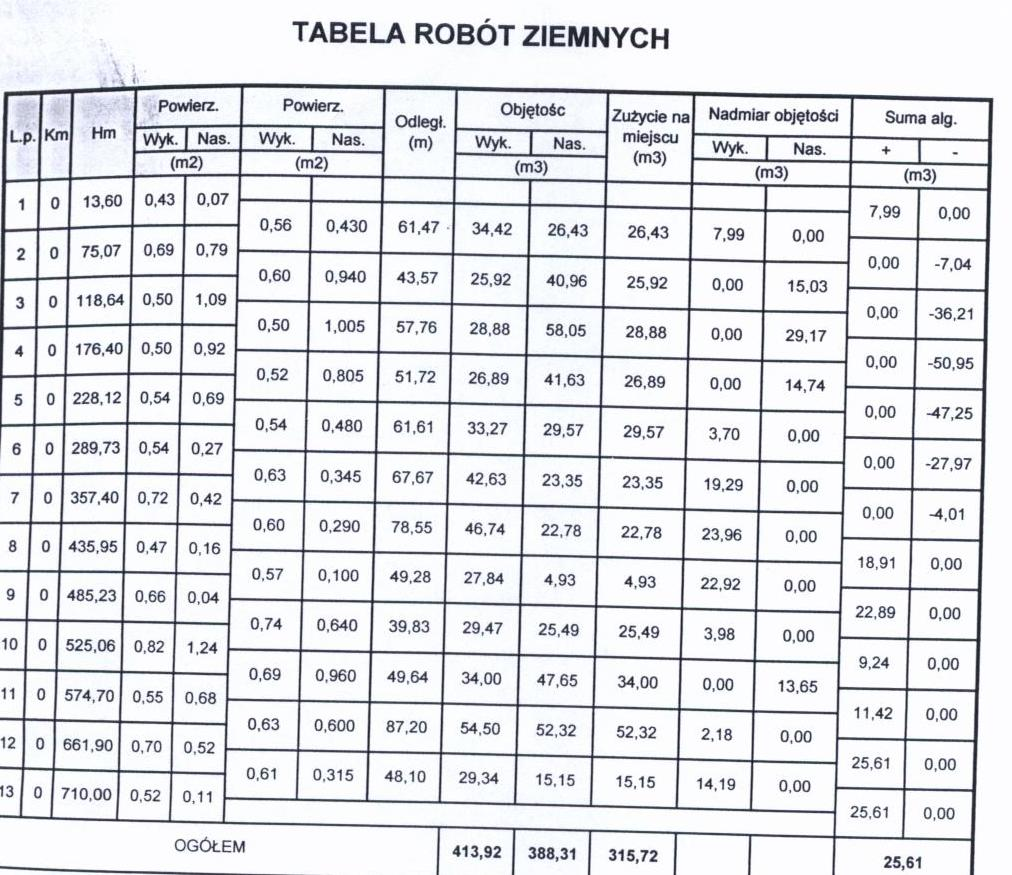 TABELA ROBÓT ZIEMNYCH
L.p. Km Hm Powierz. Powierz. Odległ. (m) Objętośc Zużycie na miejscu (m3) Nadmiar objętości Suma alg.
Wyk. Nas. Wyk. Nas. Wyk. Nas. Wyk. Nas. + -
(m2) (m2) (m3) (m3) (m3)
1 0 13,60 0,43 0,07 7,99 0,00
0,56 0,430 61,47 34,42 26,43 26,43 7,99 0,00
2 0 75,07 0,69 0,79 0,00 -7,04
0,60 0,940 43,57 25,92 40,96 25,92 0,00 15,03
3 0 118,64 0,50 1,09 0,00 -36,21
0,50 1,005 57,76 28,88 58,05 28,88 0,00 29,17
4 0 176,40 0,50 0,92 0,00 -50,95
0,52 0,805 51,72 26,89 41,63 26,89 0,00 14,74
5 0 228,12 0,54 0,69 0,00 -47,25
0,54 0,480 61,61 33,27 29,57 29,57 3,70 0,00
6 0 289,73 0,54 0,27 0,00 -27,97
0,63 0,345 67,67 42,63 23,35 23,35 19,29 0,00
7 0 357,40 0,72 0,42 0,00 -4,01
0,60 0,290 78,55 46,74 22,78 22,78 23,96 0,00
8 0 435,95 0,47 0,16 18,91 0,00
0,57 0,100 49,28 27,84 4,93 4,93 22,92 0,00
9 0 485,23 0,66 0,04 22,89 0,00
0,74 0,640 39,83 29,47 25,49 25,49 3,98 0,00
10 0 525,06 0,82 1,24 9,24 0,00
0,69 0,960 49,64 34,00 47,65 34,00 0,00 13,65
11 0 574,70 0,55 0,68 11,42 0,00
0,63 0,600 87,20 54,50 52,32 52,32 2,18 0,00
12 0 661,90 0,70 0,52 25,61 0,00
0,61 0,315 48,10 29,34 15,15 15,15 14,19 0,00
13 0 710,00 0,52 0,11 25,61 0,00
OGÓŁEM 413,92 388,31 315,72 25,61